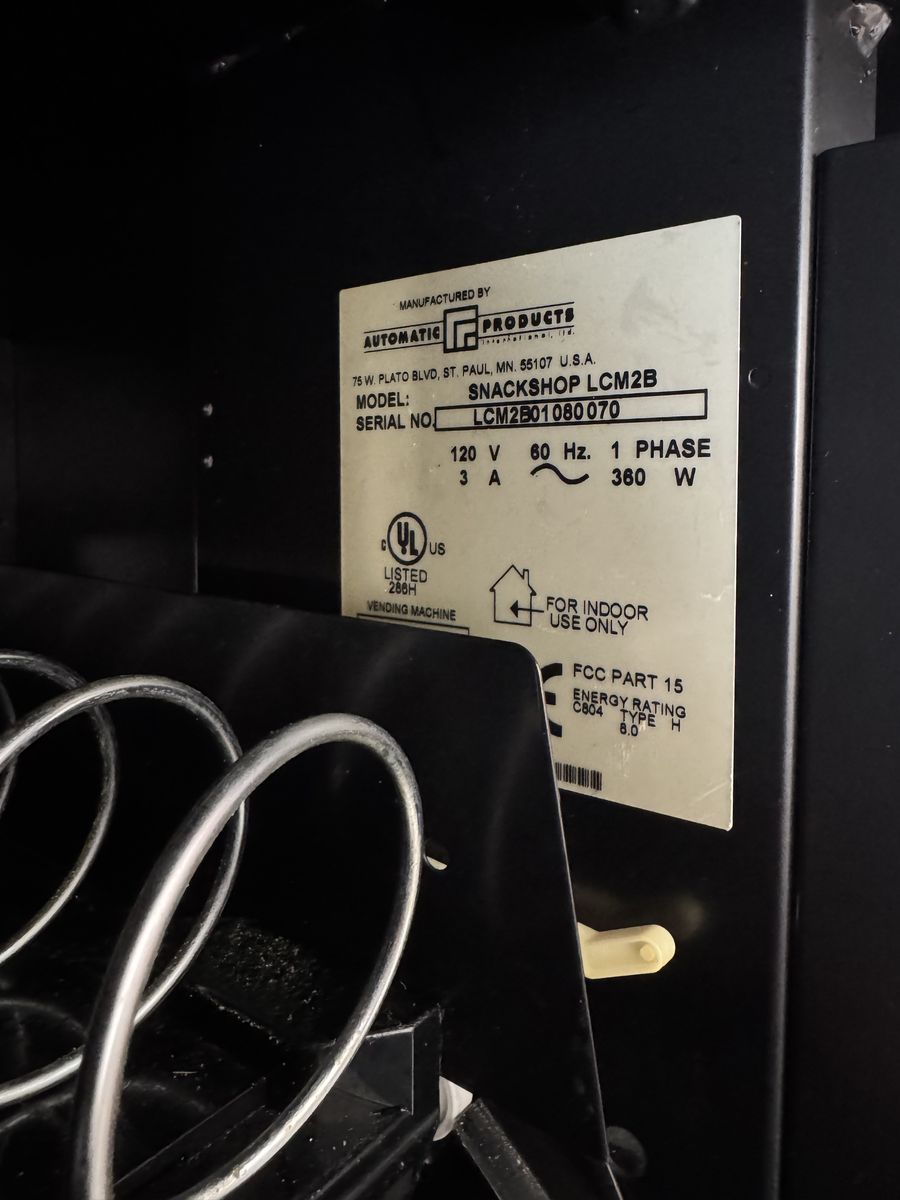 MANUFACTURED BY
AUTOMATIC PRODUCTS
international, ltd.
75 W. PLATO BLVD, ST. PAUL, MN. 55107 U.S.A.
MODEL: SNACKSHOP LCM2B
SERIAL NO. LCM2B01080070
120 V 60 Hz. 1 PHASE
3 A 360 W
C UL US
LISTED
286H
VENDING MACHINE
FOR INDOOR
USE ONLY
FCC PART 15
ENERGY RATING
C804 TYPE H
8.0